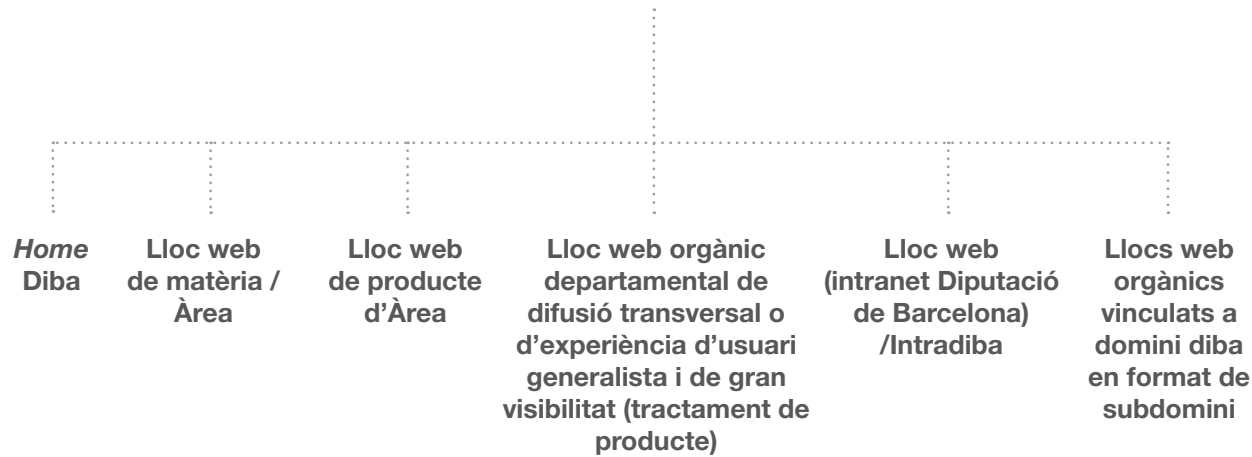 Home
Diba
Lloc web
de matèria /
Àrea
Lloc web
de producte
d’Àrea
Lloc web orgànic
departamental de
difusió transversal o
d’experiència d’usuari
generalista i de gran
visibilitat (tractament de
producte)
Lloc web
(intranet Diputació
de Barcelona)
/Intradiba
Llocs web
orgànics
vinculats a
domini diba
en format de
subdomini